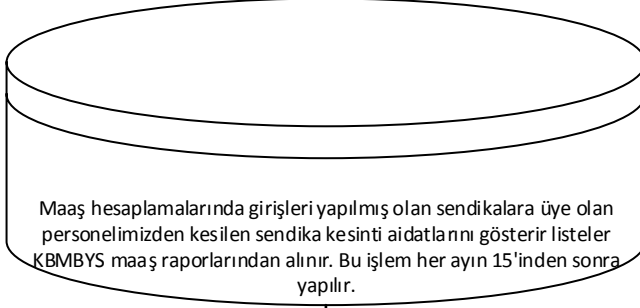 Maaş hesaplamalarında girişleri yapılmış olan sendikalara üye olan
personelimizden kesilen sendika kesinti aidatlarını gösterir listeler
KBMBYS maaş raporlarından alınır. Bu işlem her ayın 15'inden sonra
yapılır.